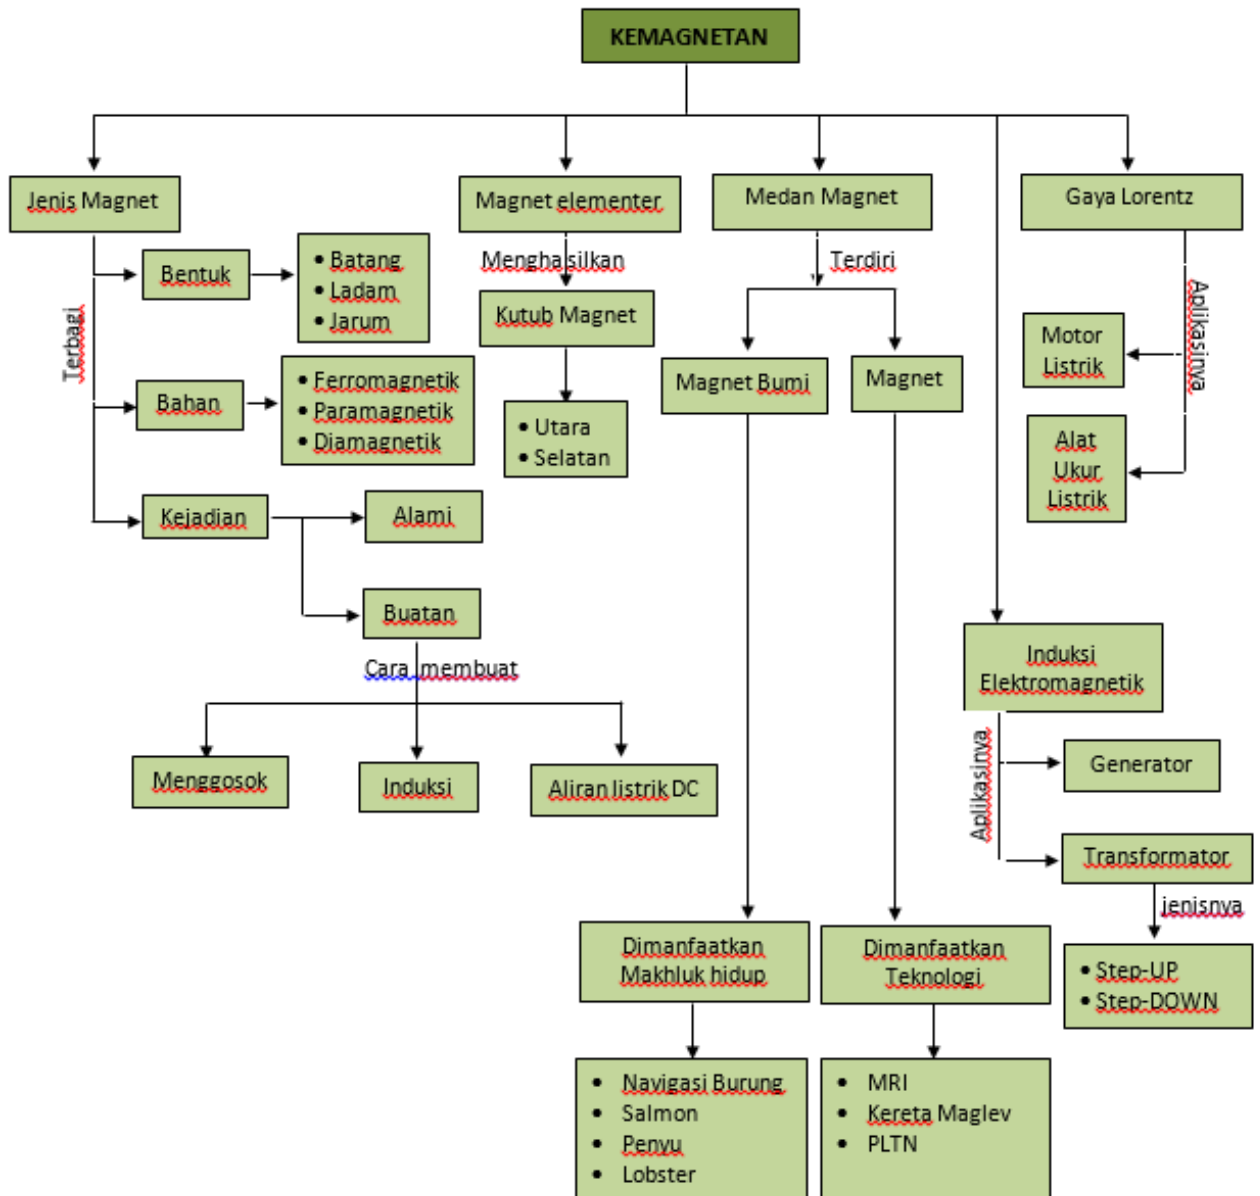 KEMAGNETAN
Jenis Magnet
Terbagi
Bentuk
• Batang
• Ladam
• Jarum
Bahan
• Ferromagnetik
• Paramagnetik
• Diamagnetik
Kejadian
Alami
Buatan
Cara membuat
Menggosok
Induksi
Aliran listrik DC
Magnet elementer
Menghasilkan
Kutub Magnet
• Utara
• Selatan
Medan Magnet
Terdiri
Magnet Bumi
Magnet
Dimanfaatkan
Makhluk hidup
• Navigasi Burung
• Salmon
• Penyu
• Lobster
Dimanfaatkan
Teknologi
• MRI
• Kereta Maglev
• PLTN
Induksi
Elektromagnetik
Aplikasinya
Generator
Transformator
jenisnya
• Step-UP
• Step-DOWN
Gaya Lorentz
Aplikasinya
Motor
Listrik
Alat
Ukur
Listrik